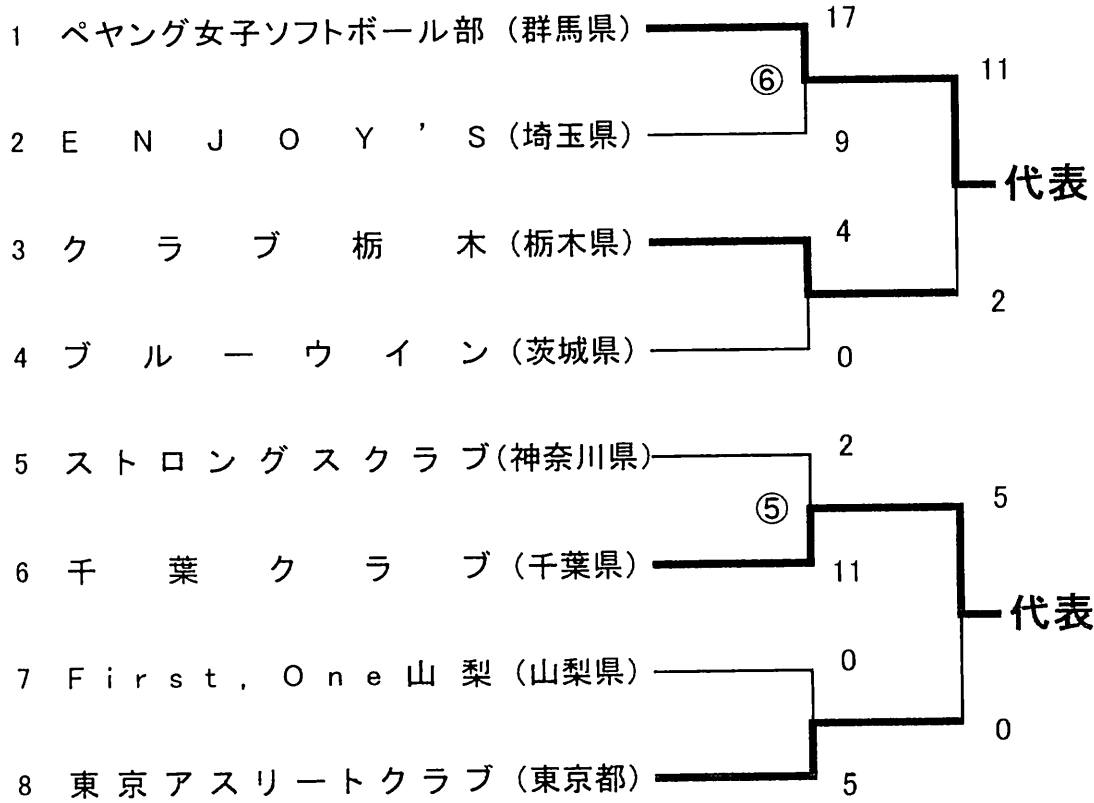 1 ペヤング女子ソフトボール部 (群馬県) 17
⑥ 11
2 ENJOY'S (埼玉県) 9
代表
3 クラブ栃木 (栃木県) 4
2
4 ブルーウイン (茨城県) 0
5 ストロングスクラブ (神奈川県) 2
⑤ 5
6 千葉クラブ (千葉県) 11
代表
7 First, One山梨 (山梨県) 0
0
8 東京アスリートクラブ (東京都) 5